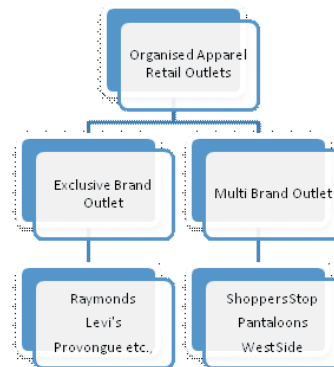 Organised Apparel
Retail Outlets
Exclusive Brand
Outlet
Multi Brand Outlet
Raymonds
Levi's
Provongue etc.,
ShoppersStop
Pantaloons
WestSide